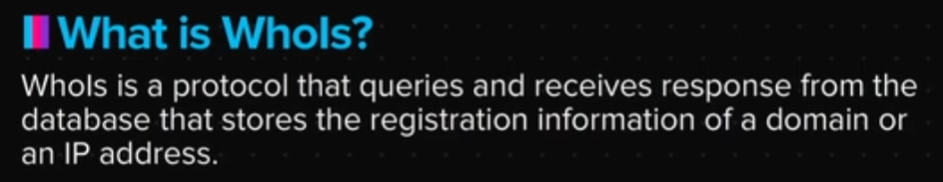 What is WhoIs?
WhoIs is a protocol that queries and receives response from the
database that stores the registration information of a domain or
an IP address.